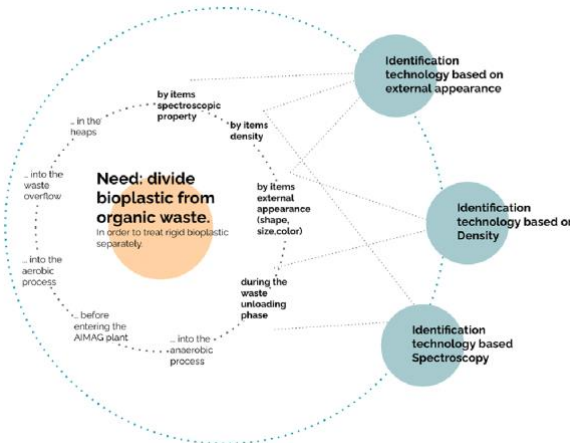 Identification
technology based on
external appearance
by items
spectroscopic
property
... in the
heaps
by items
density
... into the
waste
overflow
Need: divide
bioplastic from
organic waste.
In order to treat rigid bioplastic
separately.
by items
external
appearance
(shape,
size,color)
Identification
technology based on
Density
... into the
aerobic
process
during the
waste
unloading
phase
... before
entering the
AIMAG plant
... into the
anaerobic
process
Identification
technology based
Spectroscopy